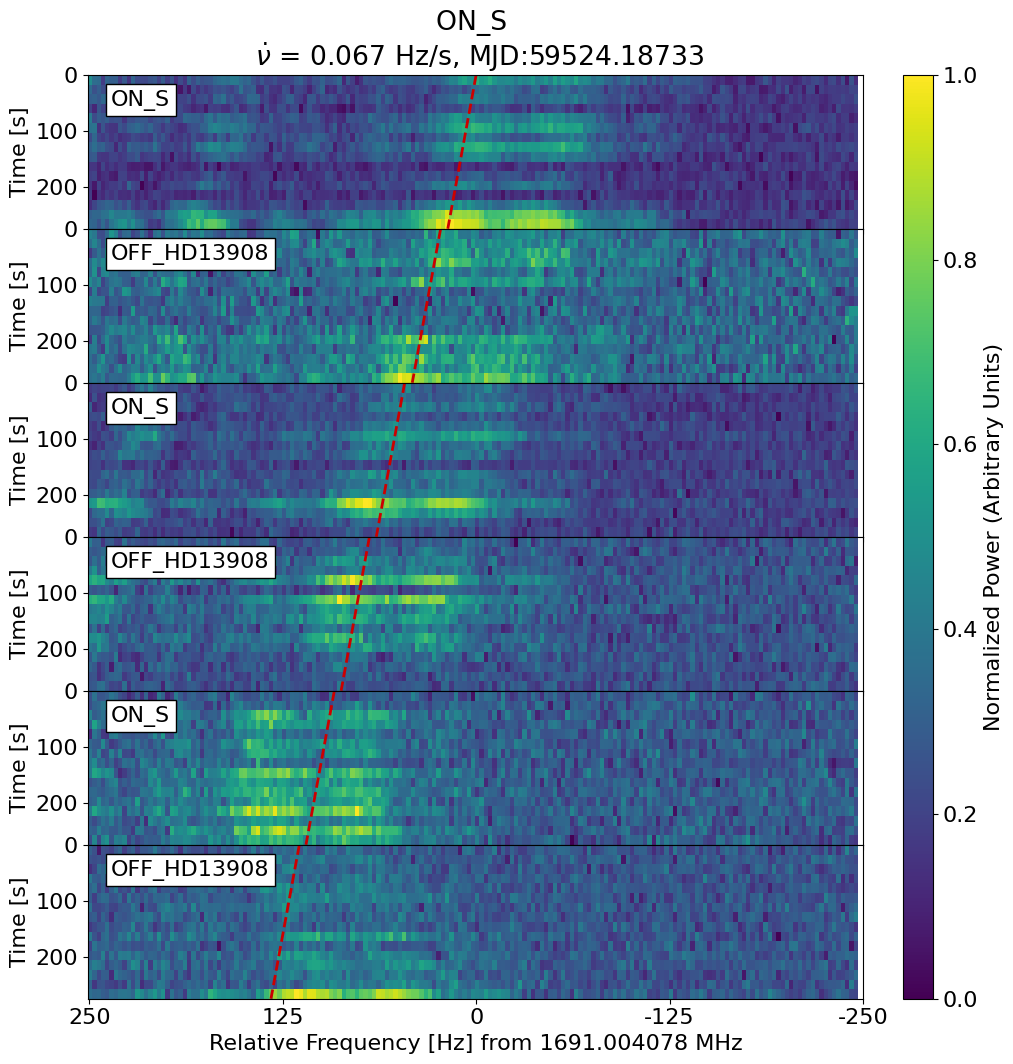 ON_S
ν̇ = 0.067 Hz/s, MJD:59524.18733
0
100
200
Time [s]
ON_S
0
100
200
Time [s]
OFF_HD13908
0
100
200
Time [s]
ON_S
0
100
200
Time [s]
OFF_HD13908
0
100
200
Time [s]
ON_S
0
100
200
Time [s]
OFF_HD13908
250 125 0 -125 -250
Relative Frequency [Hz] from 1691.004078 MHz
1.0
0.8
0.6
0.4
0.2
0.0
Normalized Power (Arbitrary Units)